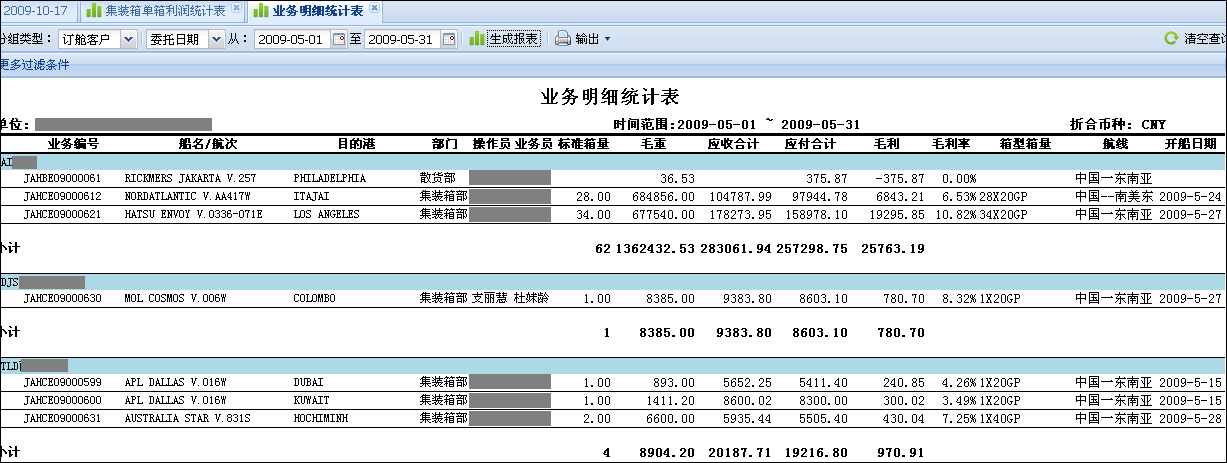 2009-10-17 集装箱单箱利润统计表 业务明细统计表
分组类型： 订舱客户 委托日期 从： 2009-05-01 至 2009-05-31 生成报表 输出 清空查询
更多过滤条件
业务明细统计表
单位： 时间范围:2009-05-01 ~ 2009-05-31 折合币种: CNY
业务编号 船名/航次 目的港 部门 操作员 业务员 标准箱量 毛重 应收合计 应付合计 毛利 毛利率 箱型箱量 航线 开船日期
AI
JAHBE09000061 RICKMERS JAKARTA V.257 PHILADELPHIA 散货部 36.53 375.87 -375.87 0.00% 中国一东南亚
JAHCE09000612 NORDATLANTIC V.AA417W ITAJAI 集装箱部 28.00 684856.00 104787.99 97944.78 6843.21 6.53% 28X20GP 中国--南美东 2009-5-24
JAHCE09000621 HATSU ENVOY V.0336-071E LOS ANGELES 集装箱部 34.00 677540.00 178273.95 158978.10 19295.85 10.82% 34X20GP 中国一东南亚 2009-5-27
小计 62 1362432.53 283061.94 257298.75 25763.19
DJS
JAHCE09000630 MOL COSMOS V.006W COLOMBO 集装箱部 支丽慧 杜妹龄 1.00 8385.00 9383.80 8603.10 780.70 8.32% 1X20GP 中国一东南亚 2009-5-27
小计 1 8385.00 9383.80 8603.10 780.70
TLD
JAHCE09000599 APL DALLAS V.016W DUBAI 集装箱部 1.00 893.00 5652.25 5411.40 240.85 4.26% 1X20GP 中国一东南亚 2009-5-15
JAHCE09000600 APL DALLAS V.016W KUWAIT 集装箱部 1.00 1411.20 8600.02 8300.00 300.02 3.49% 1X20GP 中国一东南亚 2009-5-15
JAHCE09000631 AUSTRALIA STAR V.831S HOCHIMINH 集装箱部 2.00 6600.00 5935.44 5505.40 430.04 7.25% 1X40GP 中国一东南亚 2009-5-28
小计 4 8904.20 20187.71 19216.80 970.91